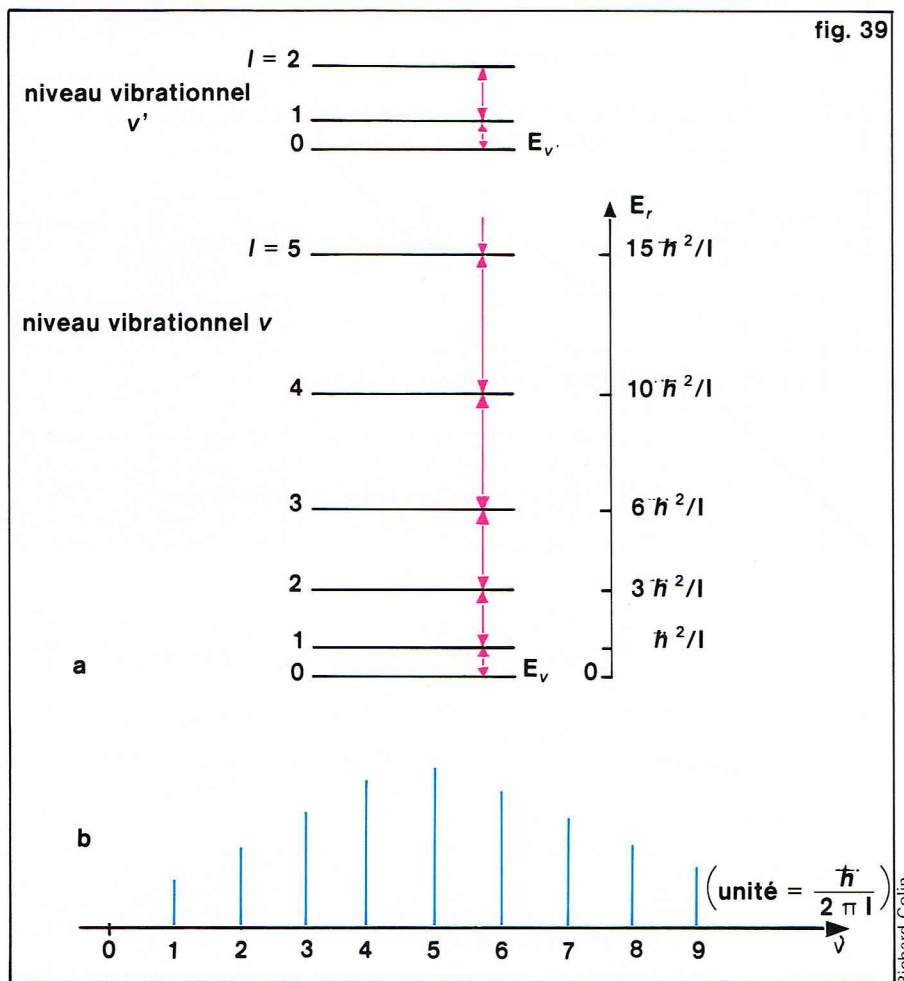 fig. 39
l = 2
niveau vibrationnel
v'
1
0
E_v'
E_r
l = 5
15 ħ²/I
niveau vibrationnel v
4
10 ħ²/I
3
6 ħ²/I
2
3 ħ²/I
1
ħ²/I
a
0
E_v
0
b
(unité = ħ / 2 π I)
0 1 2 3 4 5 6 7 8 9
ν
Richard Colin